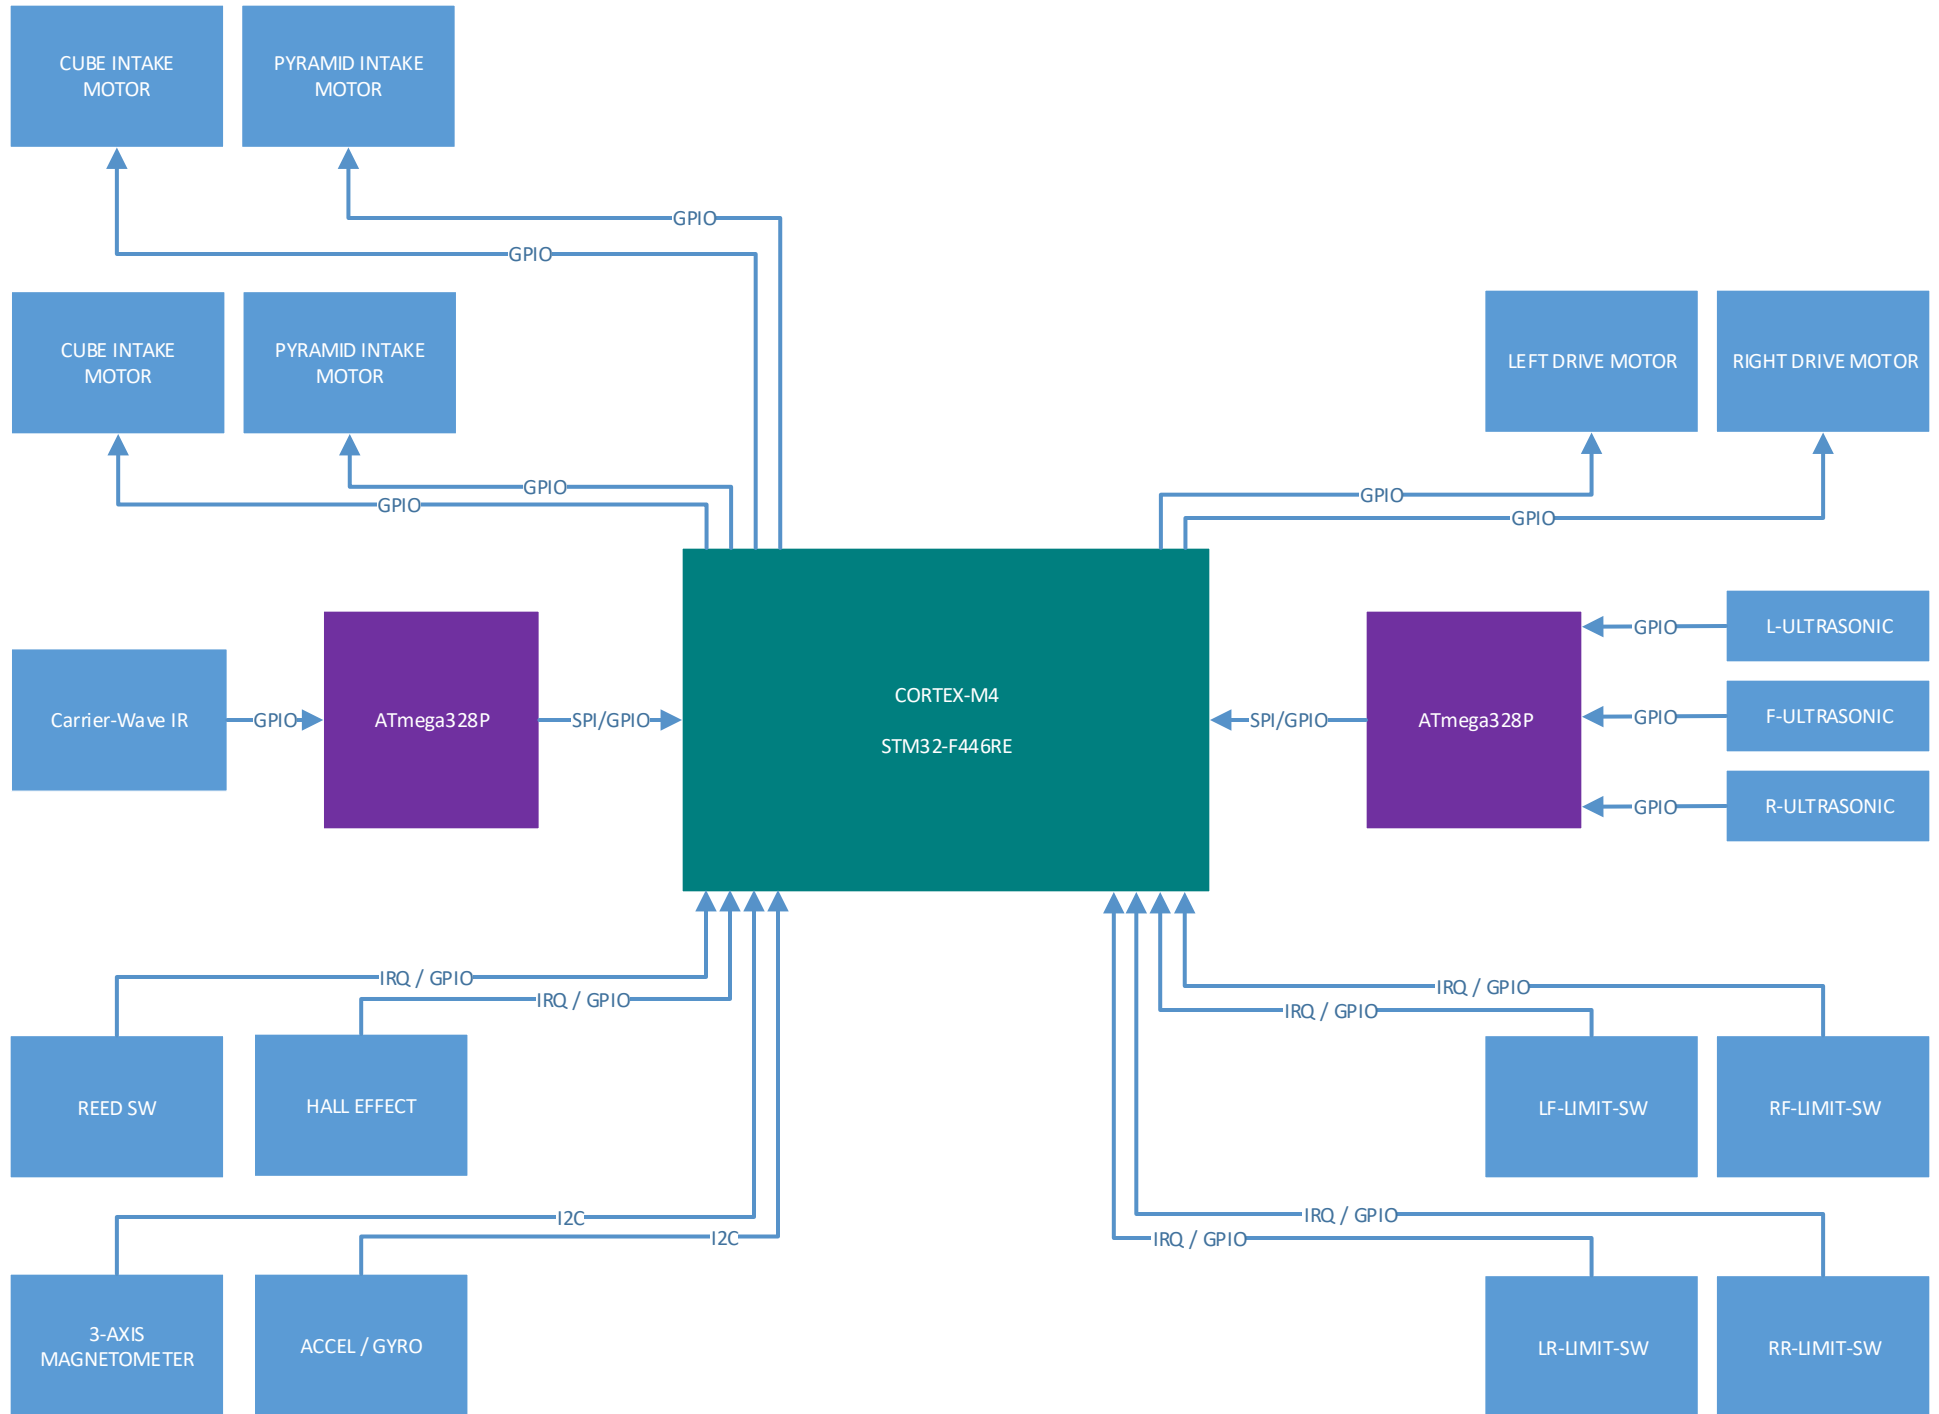 CUBE INTAKE
MOTOR
PYRAMID INTAKE
MOTOR
GPIO
GPIO
CUBE INTAKE
MOTOR
PYRAMID INTAKE
MOTOR
LEFT DRIVE MOTOR
RIGHT DRIVE MOTOR
GPIO
GPIO
GPIO
GPIO
Carrier-Wave IR
GPIO
ATmega328P
SPI/GPIO
CORTEX-M4
STM32-F446RE
SPI/GPIO
ATmega328P
GPIO
L-ULTRASONIC
GPIO
F-ULTRASONIC
GPIO
R-ULTRASONIC
IRQ / GPIO
IRQ / GPIO
IRQ / GPIO
IRQ / GPIO
REED SW
HALL EFFECT
LF-LIMIT-SW
RF-LIMIT-SW
I2C
I2C
IRQ / GPIO
IRQ / GPIO
3-AXIS
MAGNETOMETER
ACCEL / GYRO
LR-LIMIT-SW
RR-LIMIT-SW